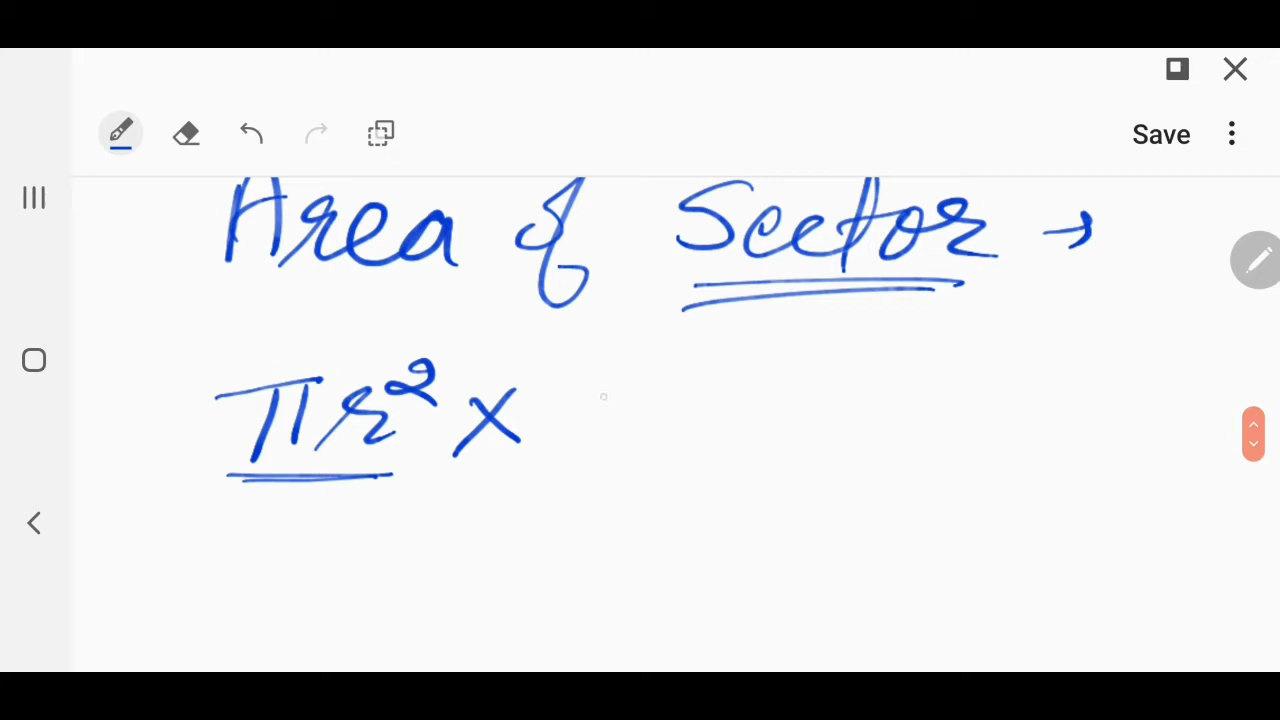 Save
Area of Sector →
πr² ×